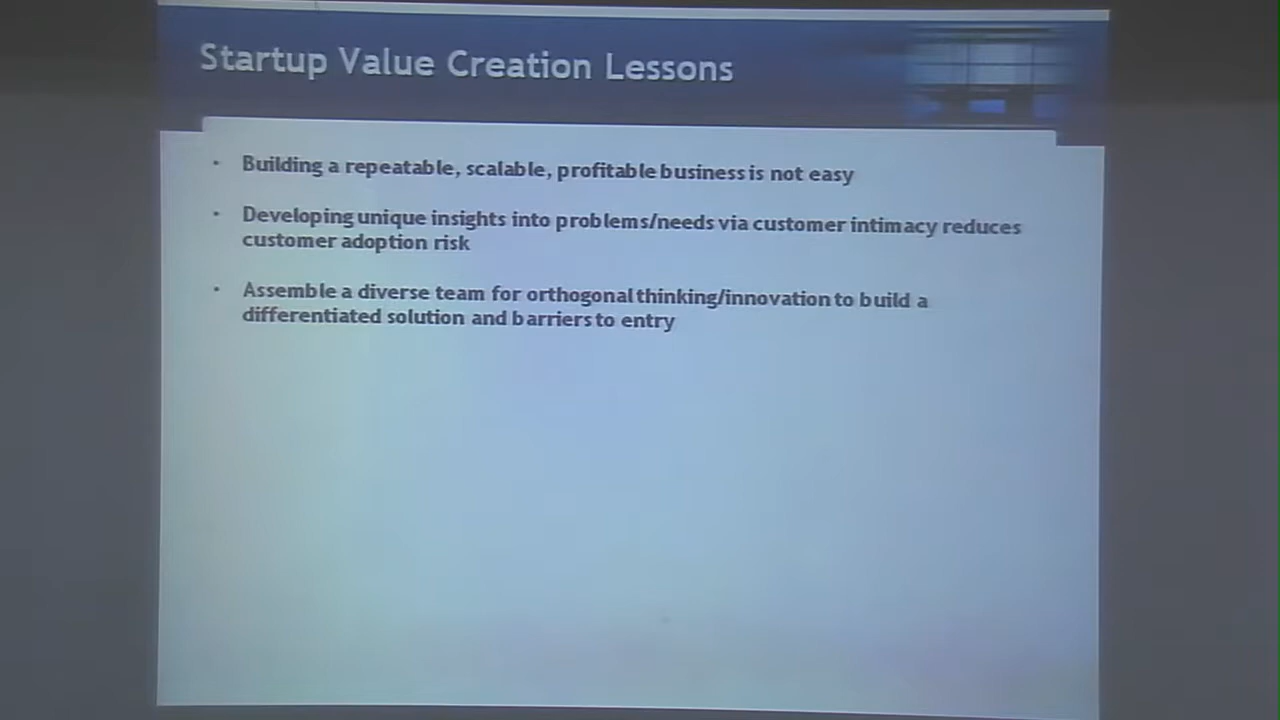 Startup Value Creation Lessons
• Building a repeatable, scalable, profitable business is not easy
• Developing unique insights into problems/needs via customer intimacy reduces
customer adoption risk
• Assemble a diverse team for orthogonal thinking/innovation to build a
differentiated solution and barriers to entry